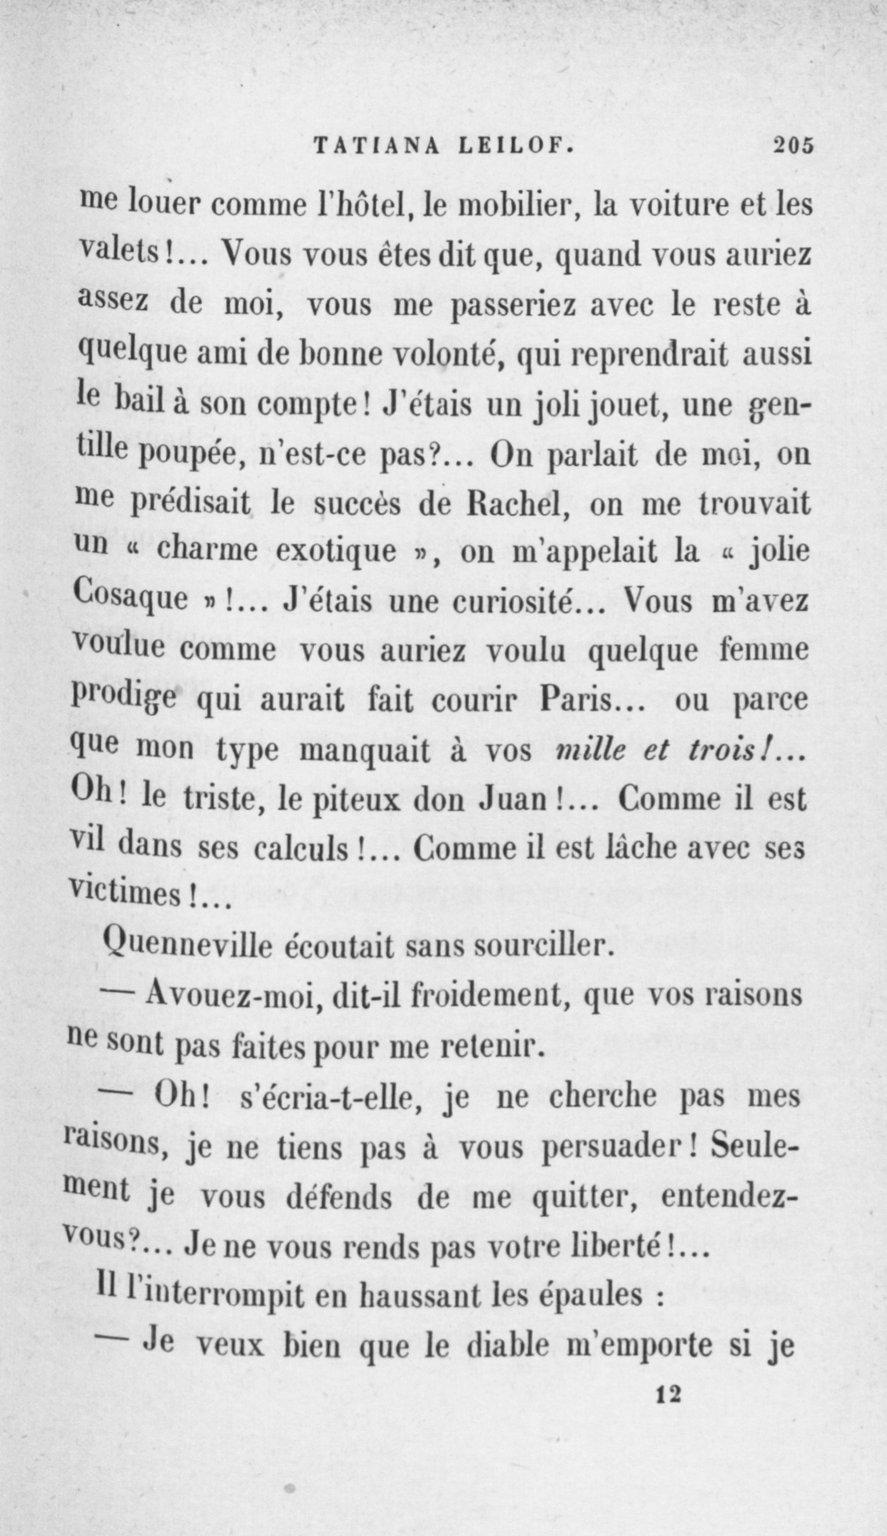 TATIANA LEILOF. 205
me louer comme l'hôtel, le mobilier, la voiture et les
valets!... Vous vous êtes dit que, quand vous auriez
assez de moi, vous me passeriez avec le reste à
quelque ami de bonne volonté, qui reprendrait aussi
le bail à son compte! J'étais un joli jouet, une gen-
tille poupée, n'est-ce pas?... On parlait de moi, on
me prédisait le succès de Rachel, on me trouvait
un « charme exotique », on m'appelait la « jolie
Cosaque »!... J'étais une curiosité... Vous m'avez
voulue comme vous auriez voulu quelque femme
prodige qui aurait fait courir Paris... ou parce
que mon type manquait à vos mille et trois!...
Oh! le triste, le piteux don Juan!... Comme il est
vil dans ses calculs!... Comme il est lâche avec ses
victimes!...
Quenneville écoutait sans sourciller.
— Avouez-moi, dit-il froidement, que vos raisons
ne sont pas faites pour me retenir.
— Oh! s'écria-t-elle, je ne cherche pas mes
raisons, je ne tiens pas à vous persuader! Seule-
ment je vous défends de me quitter, entendez-
vous?... Je ne vous rends pas votre liberté!...
Il l'interrompit en haussant les épaules :
— Je veux bien que le diable m'emporte si je
12